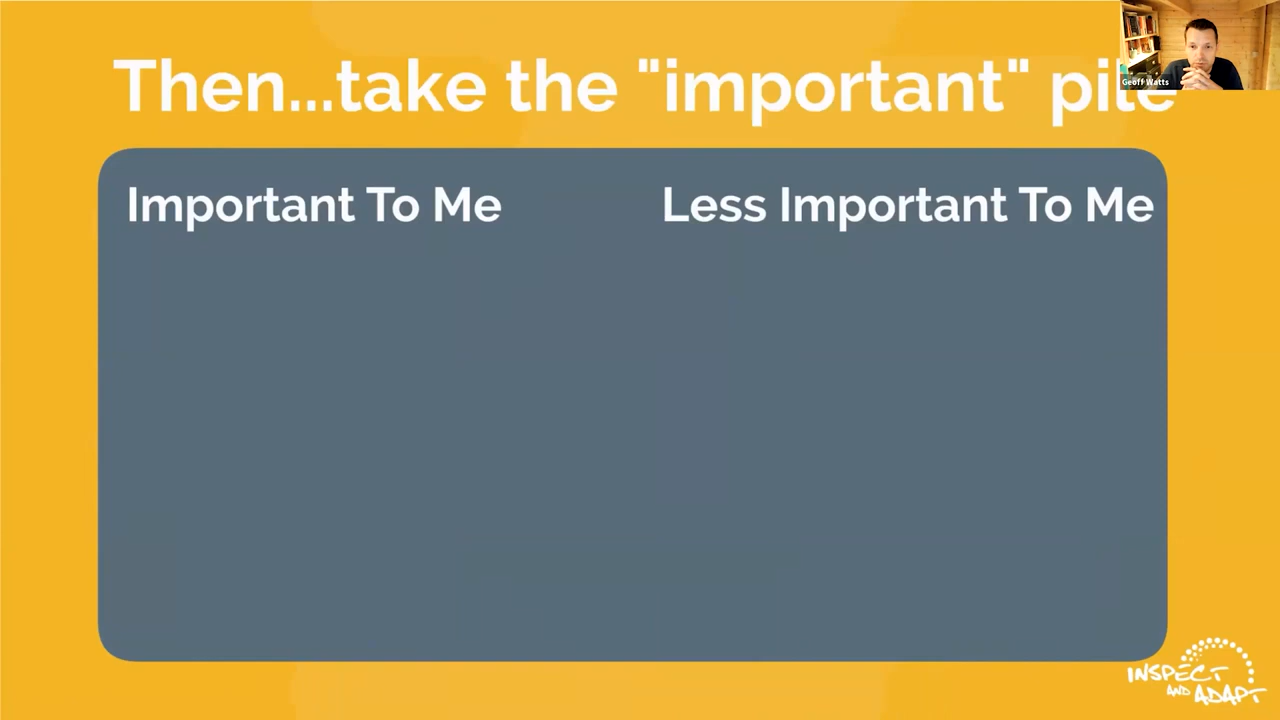 Then...take the "important" pile
Geoff Watts
Important To Me
Less Important To Me
INSPECT
AND ADAPT